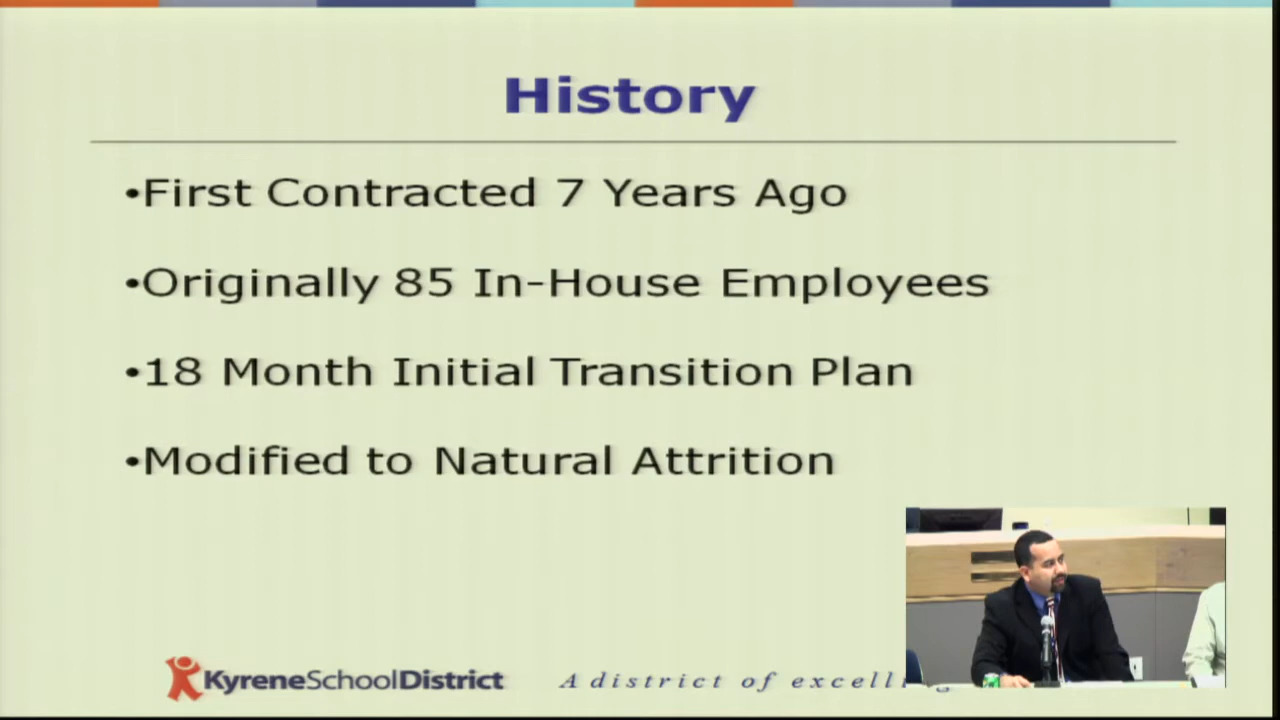 History
•First Contracted 7 Years Ago
•Originally 85 In-House Employees
•18 Month Initial Transition Plan
•Modified to Natural Attrition
KyreneSchoolDistrict
A district of